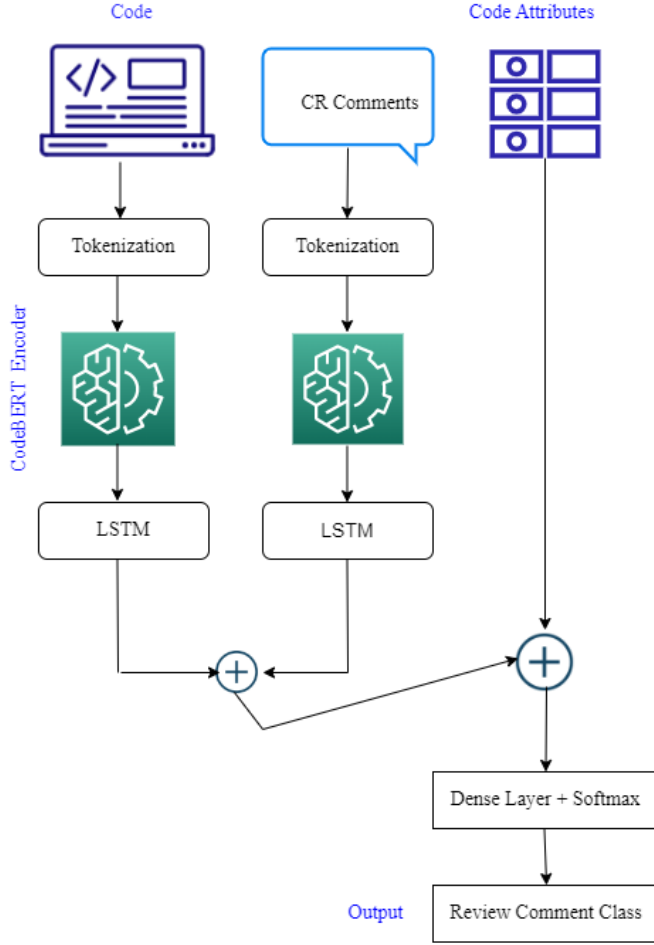 Code
Code Attributes
</>
CR Comments
Tokenization
Tokenization
CodeBERT Encoder
LSTM
LSTM
Dense Layer + Softmax
Output
Review Comment Class